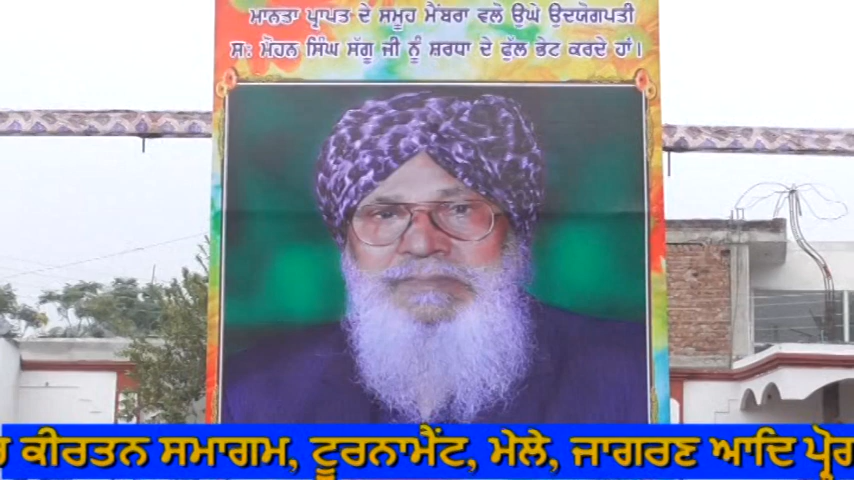 ਮਾਨਤਾ ਪ੍ਰਾਪਤ ਦੇ ਸਮੂਹ ਮੈਂਬਰਾ ਵਲੋ ਉਘੇ ਉਦਯੋਗਪਤੀ
ਸ: ਮੋਹਨ ਸਿੰਘ ਸੱਗੂ ਜੀ ਨੂੰ ਸ਼ਰਧਾ ਦੇ ਫੁੱਲ ਭੇਟ ਕਰਦੇ ਹਾਂ।
ਕੀਰਤਨ ਸਮਾਗਮ, ਟੂਰਨਾਮੈਂਟ, ਮੇਲੇ, ਜਾਗਰਣ ਆਦਿ